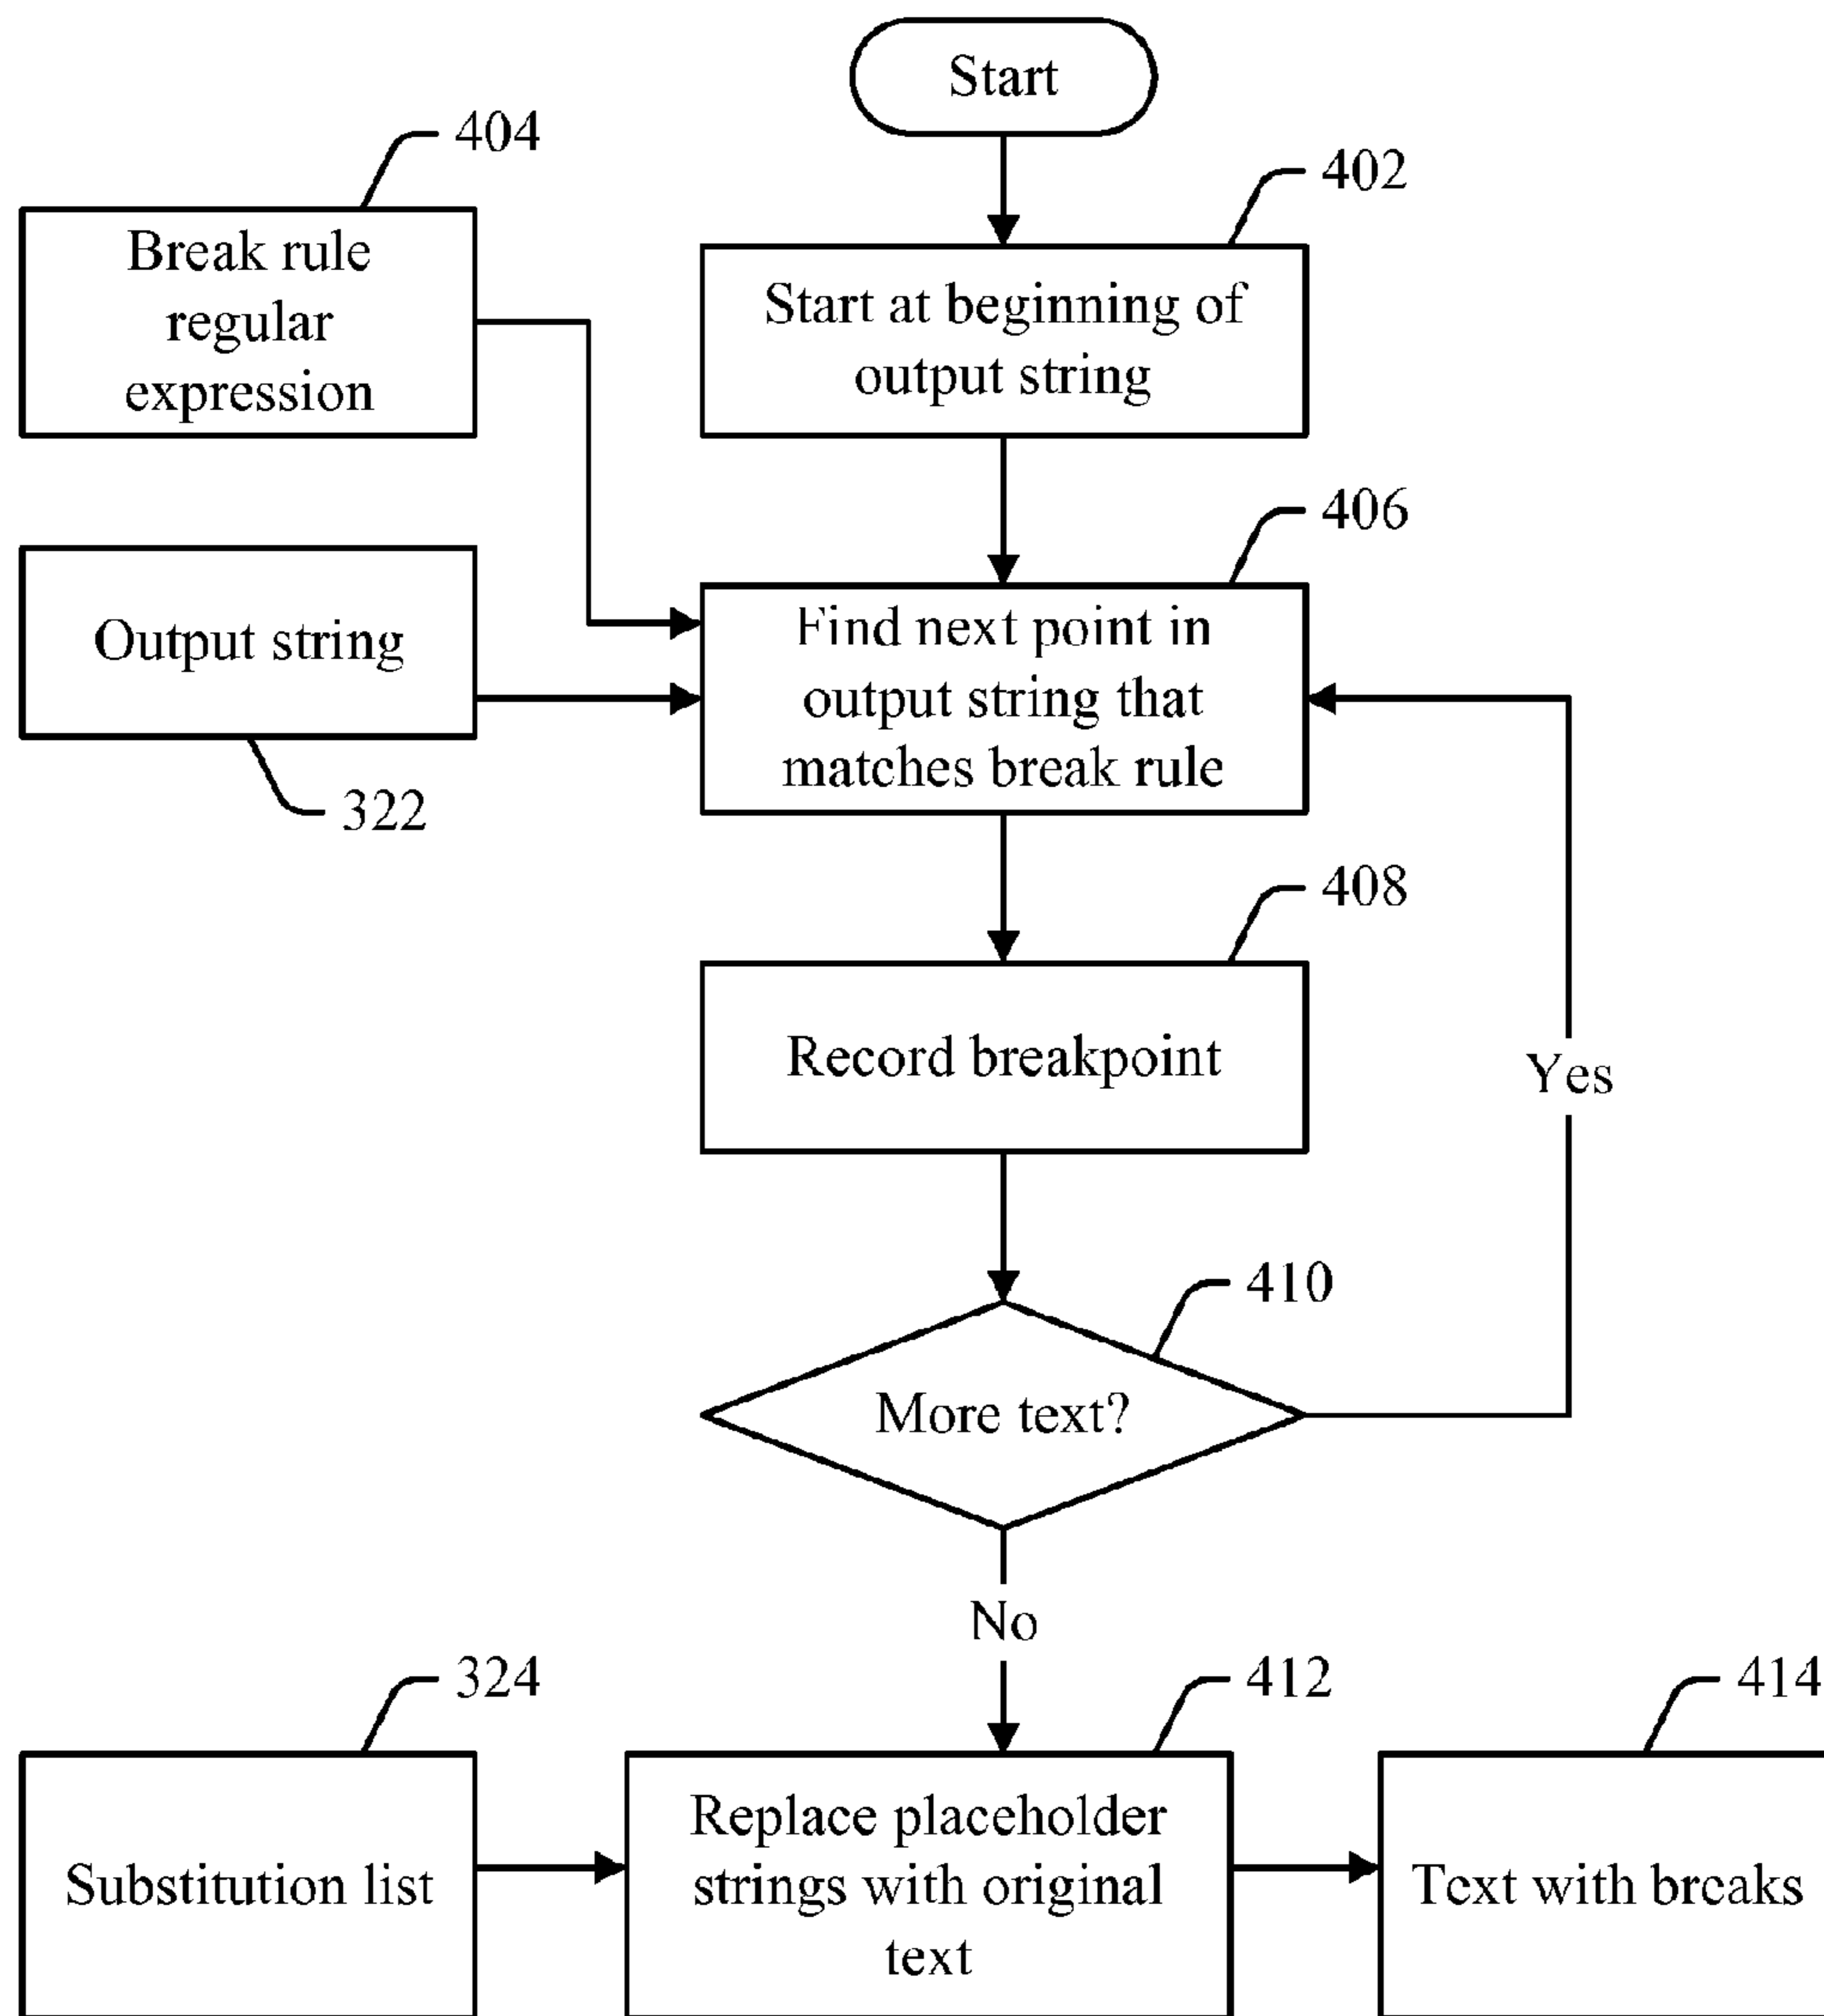 Start
404
402
Break rule
regular
expression
Start at beginning of
output string
406
Output string
322
Find next point in
output string that
matches break rule
408
Record breakpoint
Yes
410
More text?
No
324
412
414
Substitution list
Replace placeholder
strings with original
text
Text with breaks